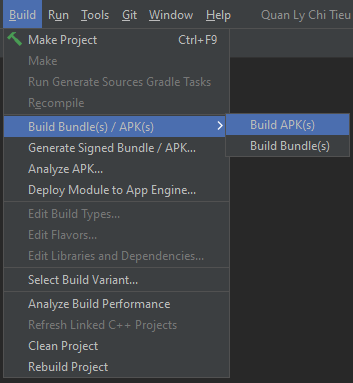 Build Run Tools Git Window Help Quan Ly Chi Tieu
Make Project Ctrl+F9
Make
Run Generate Sources Gradle Tasks
Recompile
Build Bundle(s) / APK(s) Build APK(s)
Generate Signed Bundle / APK... Build Bundle(s)
Analyze APK...
Deploy Module to App Engine...
Edit Build Types...
Edit Flavors...
Edit Libraries and Dependencies...
Select Build Variant...
Analyze Build Performance
Refresh Linked C++ Projects
Clean Project
Rebuild Project